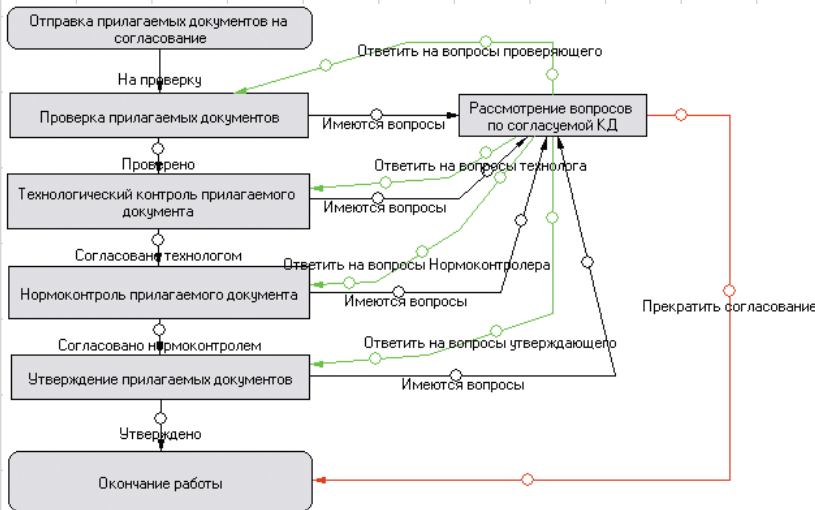 Отправка прилагаемых документов на
согласование
Ответить на вопросы проверяющего
На проверку
Проверка прилагаемых документов
Имеются вопросы
Рассмотрение вопросов
по согласуемой КД
Проверено
Ответить на вопросы технолога
Технологический контроль прилагаемого
документа
Имеются вопросы
Согласовано технологом
Ответить на вопросы Нормоконтролера
Нормоконтроль прилагаемого документа
Имеются вопросы
Прекратить согласование
Согласовано нормоконтролем
Ответить на вопросы утверждающего
Утверждение прилагаемых документов
Имеются вопросы
Утверждено
Окончание работы